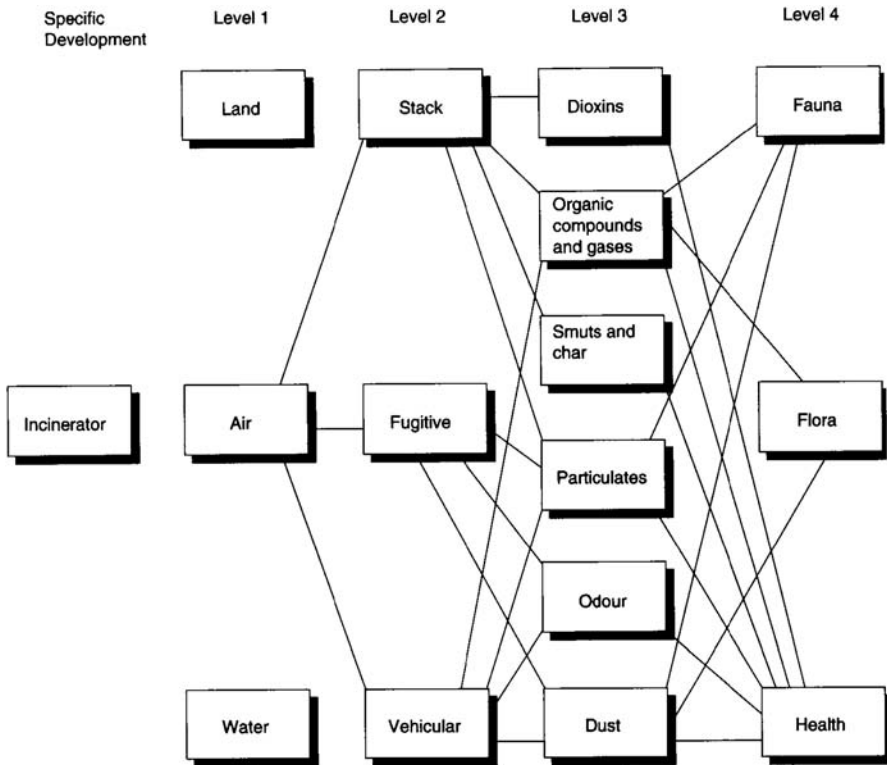 Specific
Development
Level 1
Level 2
Level 3
Level 4
Land
Stack
Dioxins
Fauna
Organic
compounds
and gases
Smuts and
char
Incinerator
Air
Fugitive
Flora
Particulates
Odour
Water
Vehicular
Dust
Health